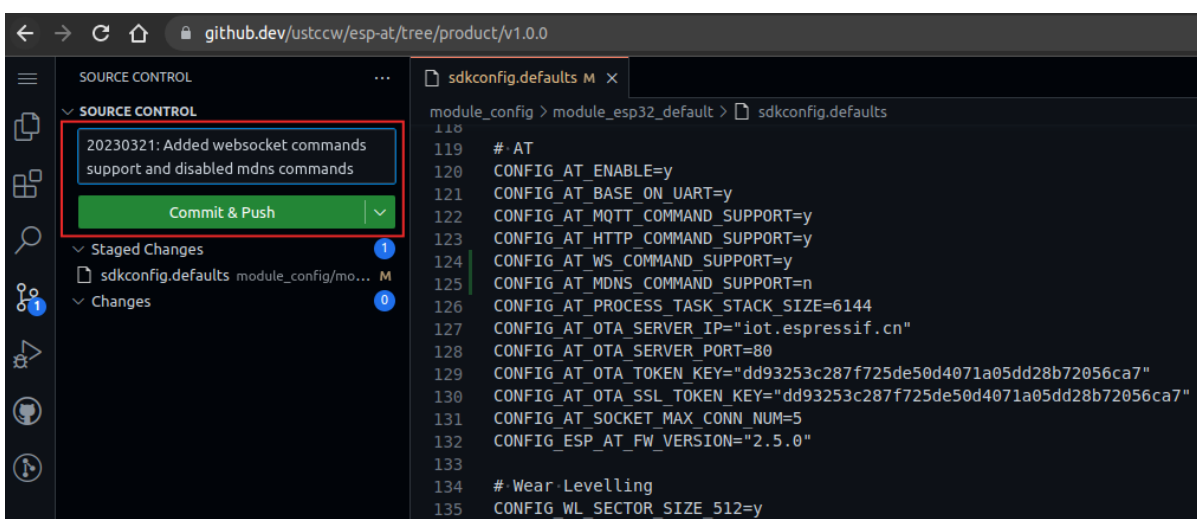 github.dev/ustccw/esp-at/tree/product/v1.0.0
SOURCE CONTROL
SOURCE CONTROL
20230321: Added websocket commands
support and disabled mdns commands
Commit & Push
Staged Changes 1
sdkconfig.defaults module_config/mo... M
Changes 0
1
sdkconfig.defaults M
module_config > module_esp32_default > sdkconfig.defaults
118
119 # AT
120 CONFIG_AT_ENABLE=y
121 CONFIG_AT_BASE_ON_UART=y
122 CONFIG_AT_MQTT_COMMAND_SUPPORT=y
123 CONFIG_AT_HTTP_COMMAND_SUPPORT=y
124 CONFIG_AT_WS_COMMAND_SUPPORT=y
125 CONFIG_AT_MDNS_COMMAND_SUPPORT=n
126 CONFIG_AT_PROCESS_TASK_STACK_SIZE=6144
127 CONFIG_AT_OTA_SERVER_IP="iot.espressif.cn"
128 CONFIG_AT_OTA_SERVER_PORT=80
129 CONFIG_AT_OTA_TOKEN_KEY="dd93253c287f725de50d4071a05dd28b72056ca7"
130 CONFIG_AT_OTA_SSL_TOKEN_KEY="dd93253c287f725de50d4071a05dd28b72056ca7"
131 CONFIG_AT_SOCKET_MAX_CONN_NUM=5
132 CONFIG_ESP_AT_FW_VERSION="2.5.0"
133
134 # Wear Levelling
135 CONFIG_WL_SECTOR_SIZE_512=y